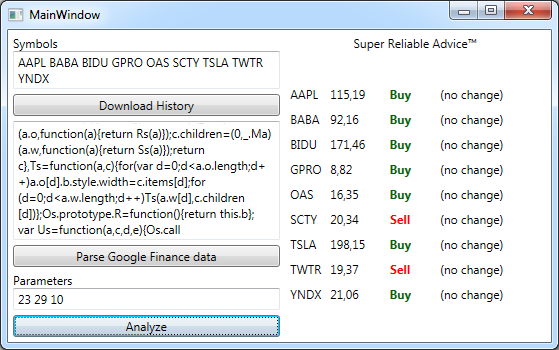 MainWindow
Symbols
AAPL BABA BIDU GPRO OAS SCTY TSLA TWTR
YNDX
Download History
(a.o,function(a){return Rs(a)});c.children=(0,_.Ma)
(a.w,function(a){return Ss(a)});return
c},Ts=function(a,c){for(var d=0;d<a.o.length;d+
+)a.o[d].b.style.width=c.items[d];for
(d=0;d<a.w.length;d++)Ts(a.w[d],c.children
[d])};Os.prototype.R=function(){return this.b};
var Us=function(a,c,d,e){Os.call
Parse Google Finance data
Parameters
23 29 10
Analyze
Super Reliable Advice™
AAPL 115,19 Buy (no change)
BABA 92,16 Buy (no change)
BIDU 171,46 Buy (no change)
GPRO 8,82 Buy (no change)
OAS 16,35 Buy (no change)
SCTY 20,34 Sell (no change)
TSLA 198,15 Buy (no change)
TWTR 19,37 Sell (no change)
YNDX 21,06 Buy (no change)